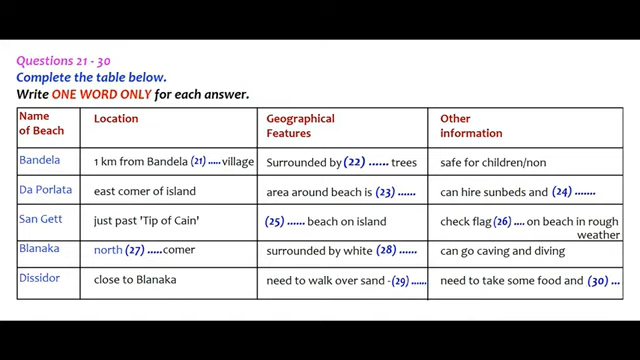 Questions 21 - 30
Complete the table below.
Write ONE WORD ONLY for each answer.
Name of Beach Location Geographical Features Other information
Bandela 1 km from Bandela (21) ..... village Surrounded by (22) ...... trees safe for children/non
Da Porlata east comer of island area around beach is (23) ...... can hire sunbeds and (24) .......
San Gett just past 'Tip of Cain' (25) ...... beach on island check flag (26) .... on beach in rough weather
Blanaka north (27) ..... comer surrounded by white (28) ...... can go caving and diving
Dissidor close to Blanaka need to walk over sand -(29) ...... need to take some food and (30) ...